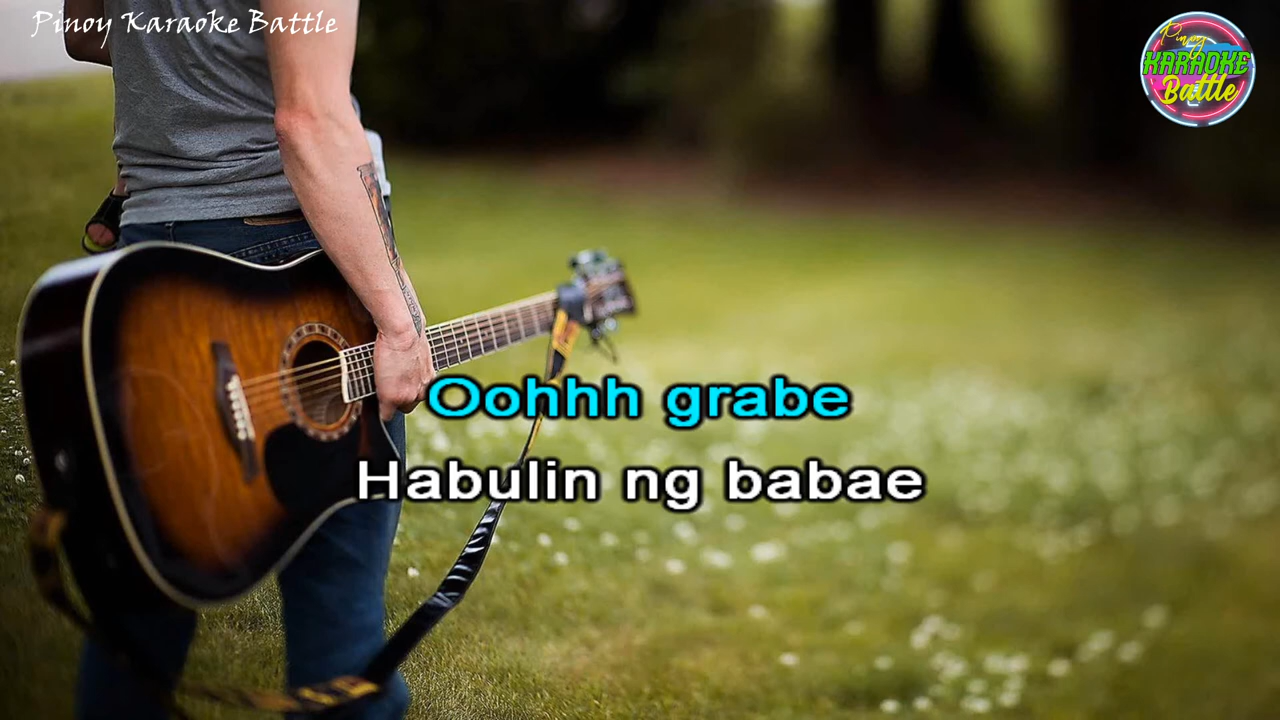 Pinoy Karaoke Battle
Pinoy
KARAOKE
Battle
Oohhh grabe
Habulin ng babae